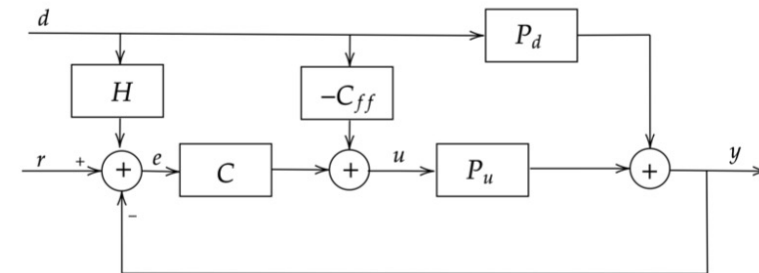 d
P_d
H
–C_ff
r + + e C + u P_u + y
–